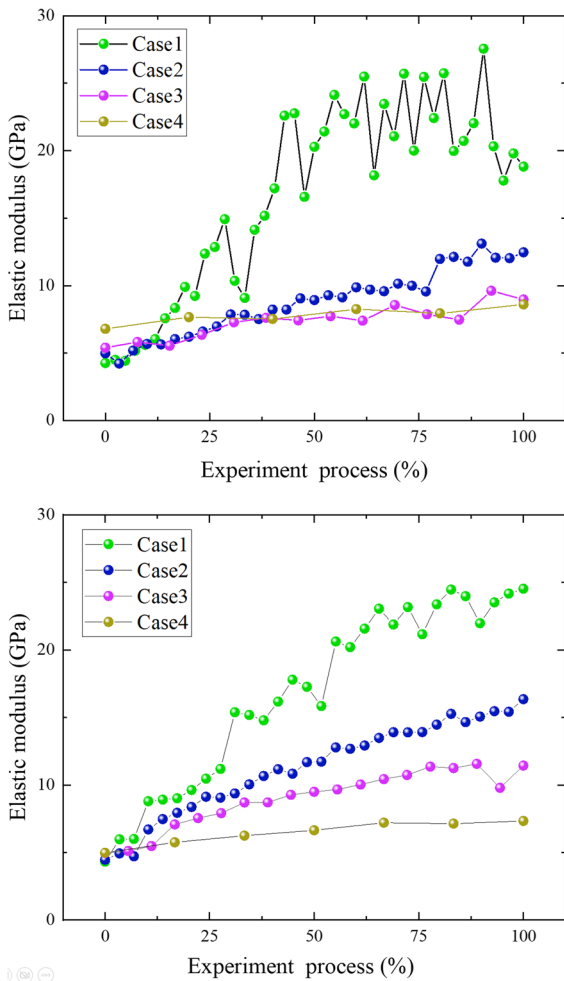 30
20
10
0
Elastic modulus (GPa)
Case1
Case2
Case3
Case4
0 25 50 75 100
Experiment process (%)
30
20
10
0
Elastic modulus (GPa)
Case1
Case2
Case3
Case4
0 25 50 75 100
Experiment process (%)